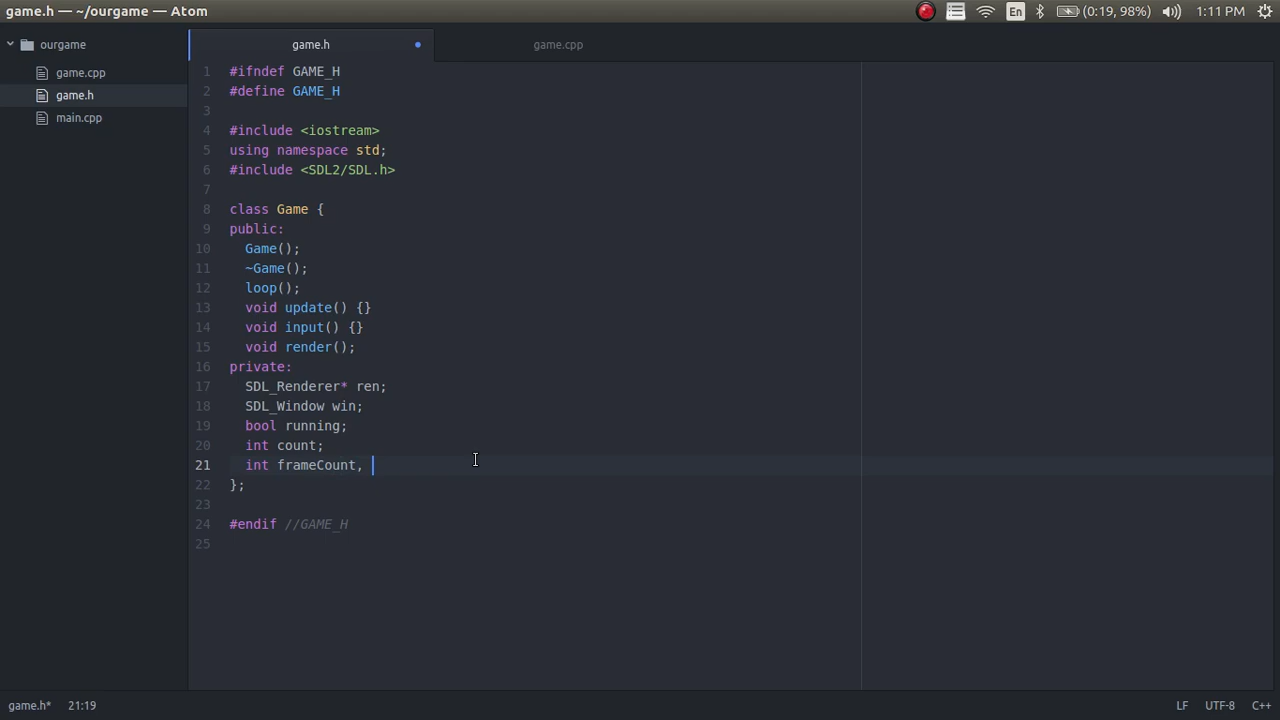 game.h — ~/ourgame — Atom
En
(0:19, 98%)
1:11 PM
ourgame
game.cpp
game.h
main.cpp
game.h
game.cpp
1 #ifndef GAME_H
2 #define GAME_H
3
4 #include <iostream>
5 using namespace std;
6 #include <SDL2/SDL.h>
7
8 class Game {
9 public:
10   Game();
11   ~Game();
12   loop();
13   void update() {}
14   void input() {}
15   void render();
16 private:
17   SDL_Renderer* ren;
18   SDL_Window win;
19   bool running;
20   int count;
21   int frameCount,
22 };
23
24 #endif //GAME_H
25
game.h* 21:19
LF UTF-8 C++